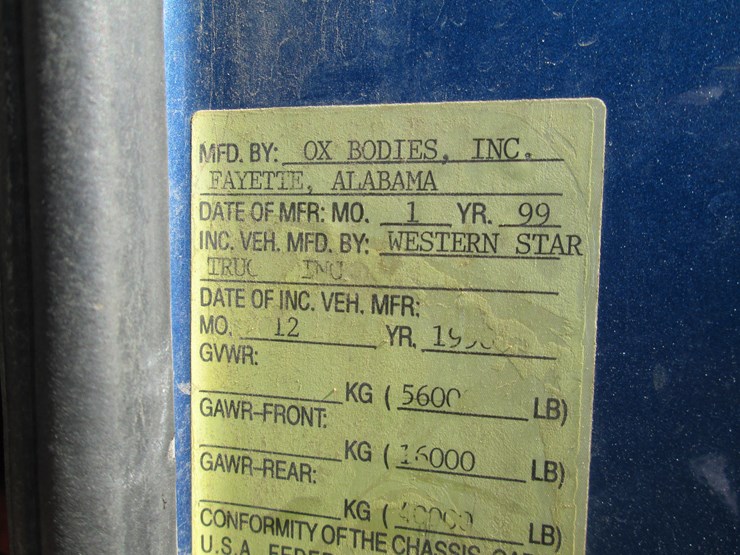 MFD. BY: OX BODIES, INC.
FAYETTE, ALABAMA
DATE OF MFR: MO. 1 YR. 99
INC. VEH. MFD. BY: WESTERN STAR
INC
DATE OF INC. VEH. MFR:
MO. 12 YR.
GVWR:
KG ( LB)
GAWR-FRONT:
KG ( 16000 LB)
GAWR-REAR:
KG ( LB)
CONFORMITY OF THE CHASSIS
U.S.A.